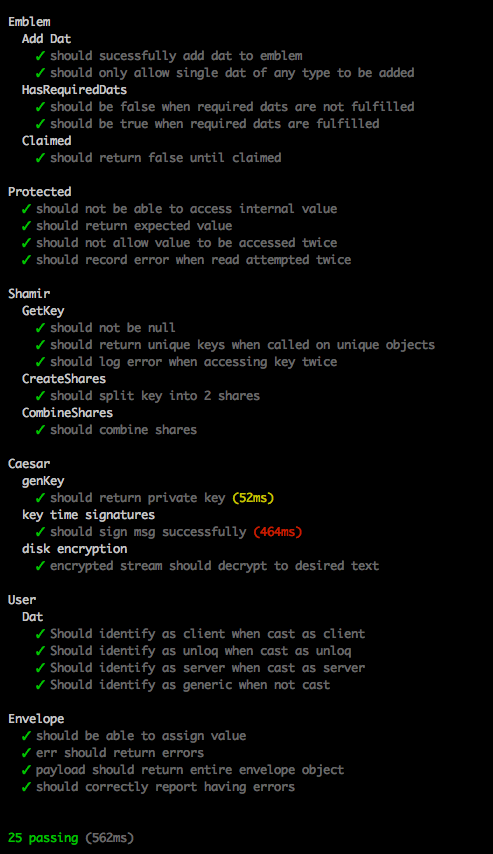 Emblem
Add Dat
✓ should sucessfully add dat to emblem
✓ should only allow single dat of any type to be added
HasRequiredDats
✓ should be false when required dats are not fulfilled
✓ should be true when required dats are fulfilled
Claimed
✓ should return false until claimed
Protected
✓ should not be able to access internal value
✓ should return expected value
✓ should not allow value to be accessed twice
✓ should record error when read attempted twice
Shamir
GetKey
✓ should not be null
✓ should return unique keys when called on unique objects
✓ should log error when accessing key twice
CreateShares
✓ should split key into 2 shares
CombineShares
✓ should combine shares
Caesar
genKey
✓ should return private key (52ms)
key time signatures
✓ should sign msg successfully (464ms)
disk encryption
✓ encrypted stream should decrypt to desired text
User
Dat
✓ Should identify as client when cast as client
✓ Should identify as unloq when cast as unloq
✓ Should identify as server when cast as server
✓ Should identify as generic when not cast
Envelope
✓ should be able to assign value
✓ err should return errors
✓ payload should return entire envelope object
✓ should correctly report having errors
25 passing (562ms)